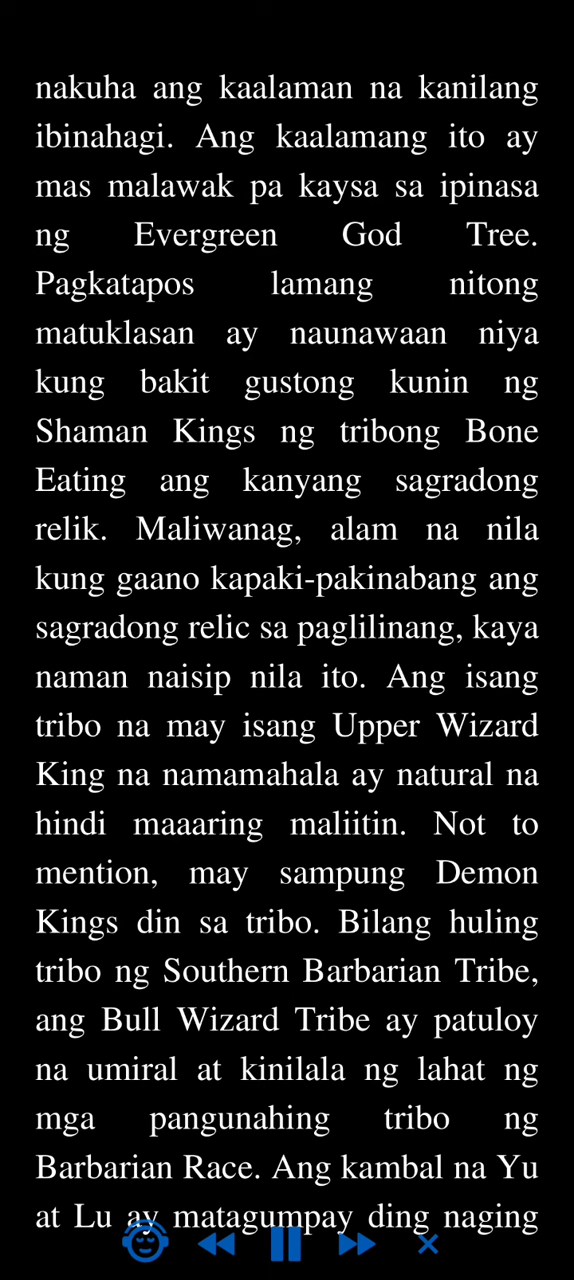 nakuha ang kaalaman na kanilang
ibinahagi. Ang kaalamang ito ay
mas malawak pa kaysa sa ipinasa
ng Evergreen God Tree.
Pagkatapos lamang nitong
matuklasan ay naunawaan niya
kung bakit gustong kunin ng
Shaman Kings ng tribong Bone
Eating ang kanyang sagradong
relik. Maliwanag, alam na nila
kung gaano kapaki-pakinabang ang
sagradong relic sa paglilinang, kaya
naman naisip nila ito. Ang isang
tribo na may isang Upper Wizard
King na namamahala ay natural na
hindi maaaring maliitin. Not to
mention, may sampung Demon
Kings din sa tribo. Bilang huling
tribo ng Southern Barbarian Tribe,
ang Bull Wizard Tribe ay patuloy
na umiral at kinilala ng lahat ng
mga pangunahing tribo ng
Barbarian Race. Ang kambal na Yu
at Lu ay matagumpay ding naging